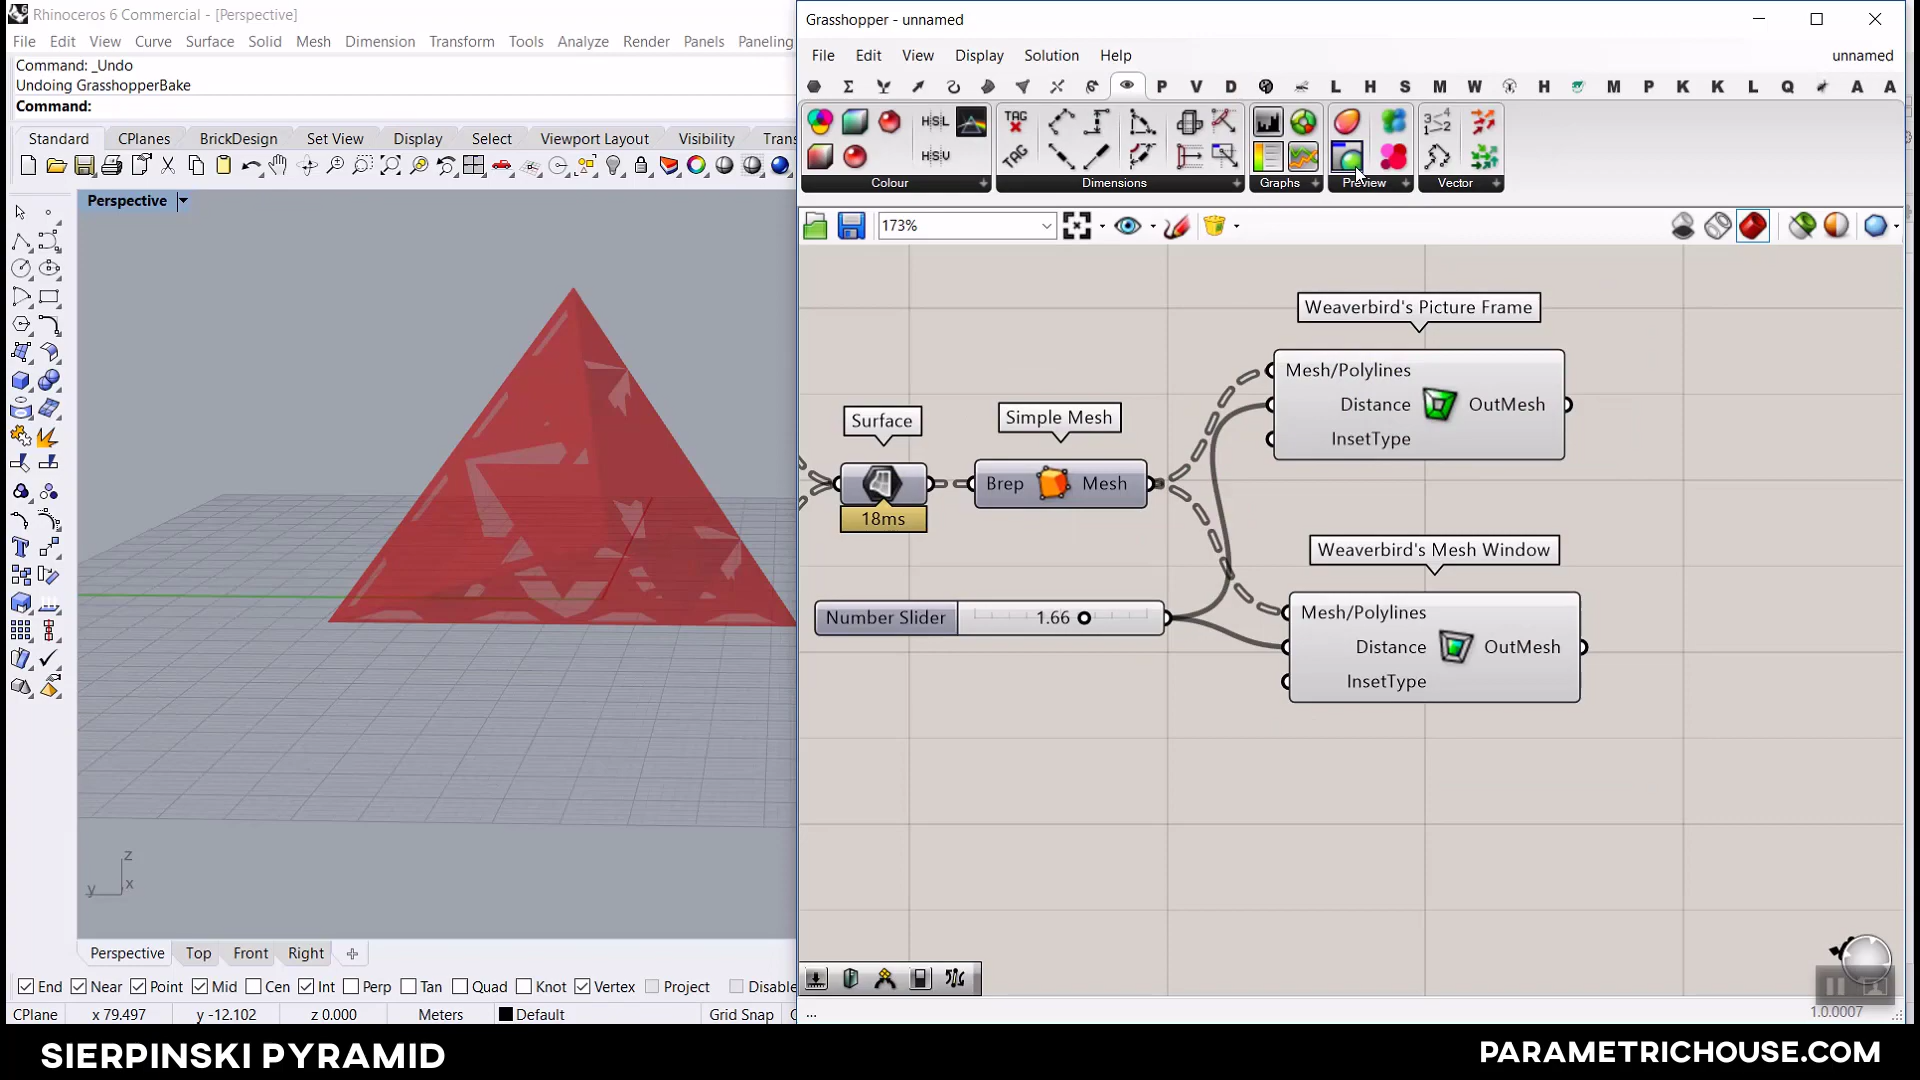 Rhinoceros 6 Commercial - [Perspective]
File Edit View Curve Surface Solid Mesh Dimension Transform Tools Analyze Render Panels Paneling
Command: _Undo
Undoing GrasshopperBake
Command:
Standard CPlanes BrickDesign Set View Display Select Viewport Layout Visibility Trans
Perspective
z
y x
Perspective Top Front Right
End Near Point Mid Cen Int Perp Tan Quad Knot Vertex Project Disable
CPlane x 79.497 y -12.102 z 0.000 Meters Default Grid Snap
Grasshopper - unnamed
File Edit View Display Solution Help unnamed
P V D L H S M W H M P K K L Q A A
HSL TAG
HSV TAG
Colour Dimensions Graphs Preview Vector
173%
Weaverbird's Picture Frame
Mesh/Polylines
Distance OutMesh
InsetType
Surface
Simple Mesh
Brep Mesh
18ms
Weaverbird's Mesh Window
Mesh/Polylines
Number Slider 1.66
Distance OutMesh
InsetType
...
1.0.0007
SIERPINSKI PYRAMID
PARAMETRICHOUSE.COM